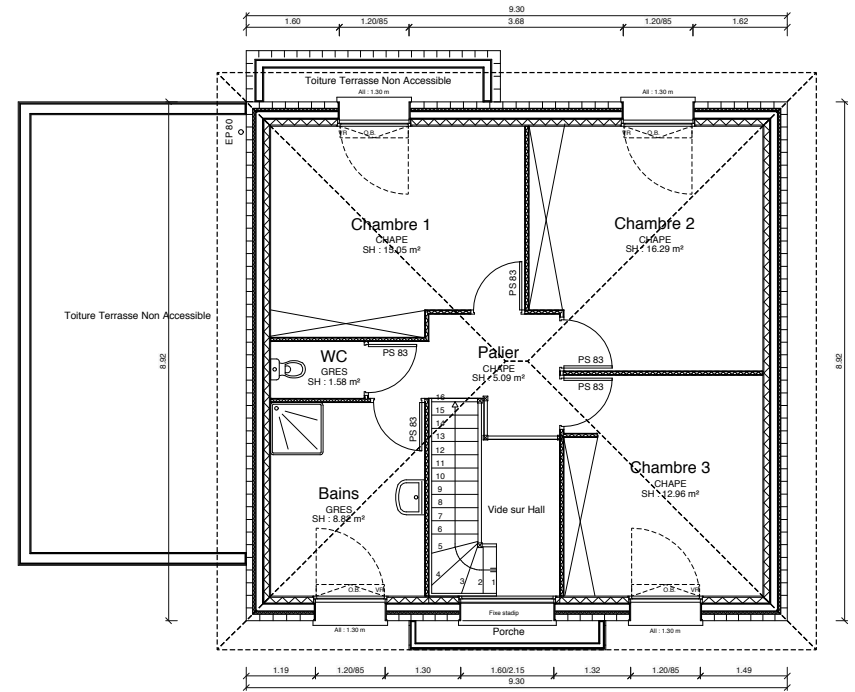 9.30
1.60
1.20/85
3.68
1.20/85
1.62
Toiture Terrasse Non Accessible
All : 1.30 m
All : 1.30 m
EP 80
VR
O.B.
VR
O.B.
Chambre 1
CHAPE
SH : 15.05 m²
Chambre 2
CHAPE
SH : 16.29 m²
PS 83
Toiture Terrasse Non Accessible
8.92
8.92
WC
GRES
SH : 1.58 m²
PS 83
Palier
CHAPE
SH : 5.09 m²
PS 83
PS 83
PS 83
16
15
14
13
12
11
10
9
8
7
6
5
4
3
2
1
Bains
GRES
SH : 8.82 m²
Vide sur Hall
Chambre 3
CHAPE
SH : 12.96 m²
O.B.
VR
O.B.
VR
Fixe stadip
All : 1.30 m
Porche
All : 1.30 m
1.19
1.20/85
1.30
1.60/2.15
1.32
1.20/85
1.49
9.30